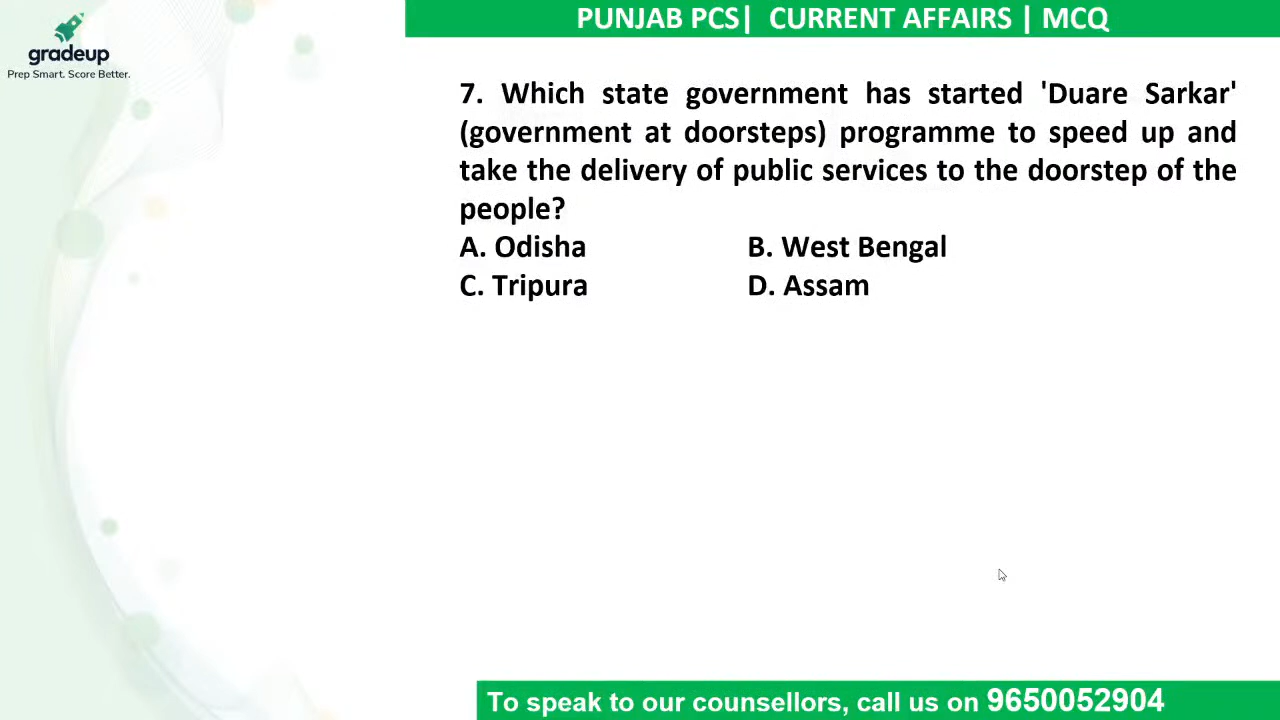 PUNJAB PCS| CURRENT AFFAIRS | MCQ
gradeup
Prep Smart. Score Better.
7. Which state government has started 'Duare Sarkar'
(government at doorsteps) programme to speed up and
take the delivery of public services to the doorstep of the
people?
A. Odisha B. West Bengal
C. Tripura D. Assam
To speak to our counsellors, call us on 9650052904